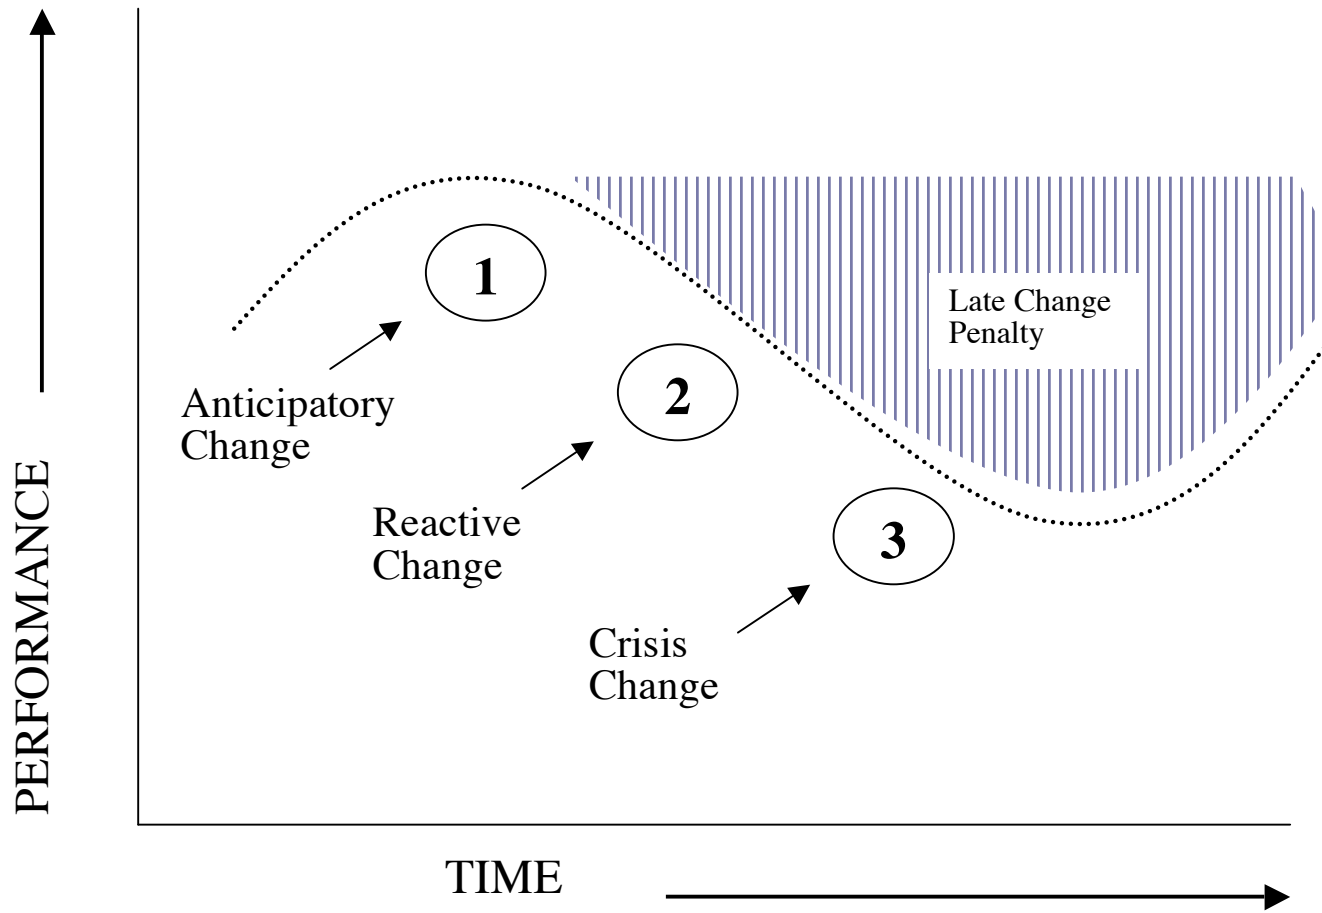 1
Late Change
Penalty
2
Anticipatory
Change
PERFORMANCE
Reactive
Change
3
Crisis
Change
TIME